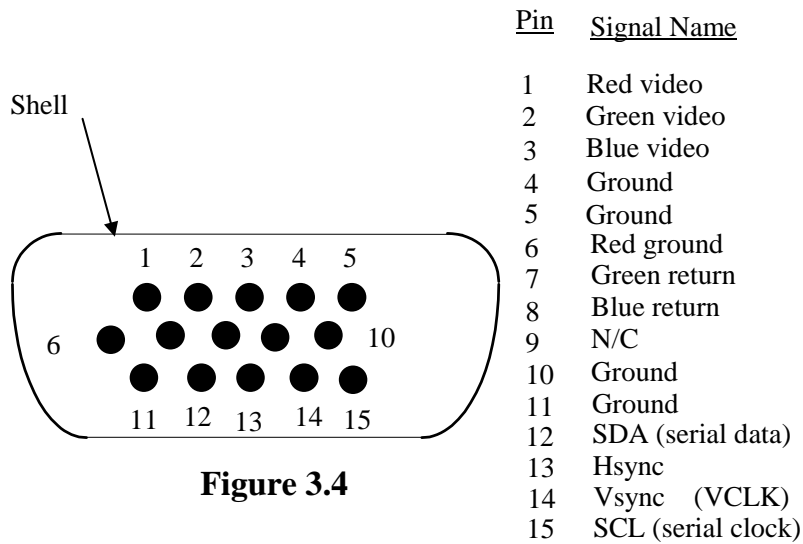 Pin Signal Name
1 Red video
2 Green video
3 Blue video
4 Ground
5 Ground
6 Red ground
7 Green return
8 Blue return
9 N/C
10 Ground
11 Ground
12 SDA (serial data)
13 Hsync
14 Vsync (VCLK)
15 SCL (serial clock)
Shell
1 2 3 4 5
6 10
11 12 13 14 15
Figure 3.4